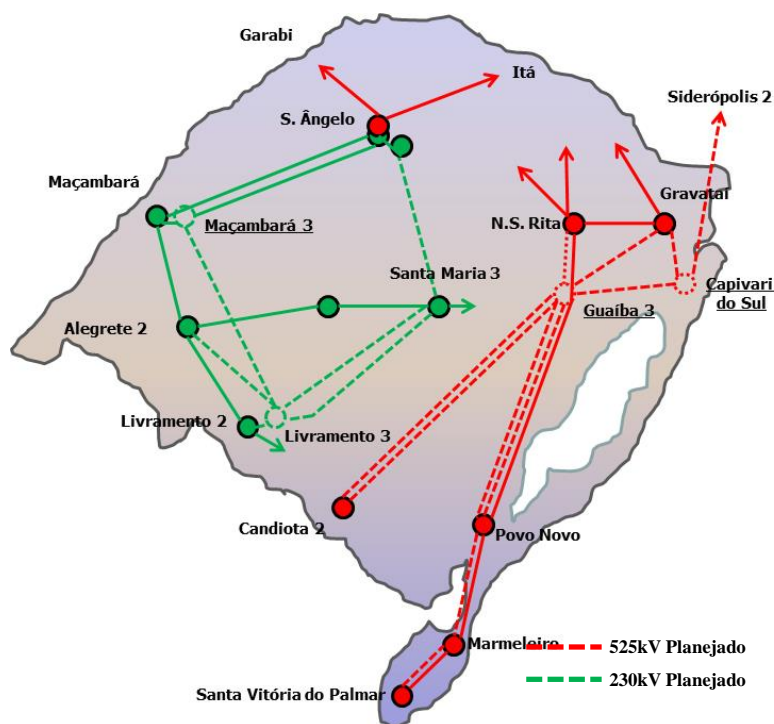 Garabi
Itá
Siderópolis 2
S. Ângelo
Maçambará
Maçambará 3
N.S. Rita
Gravataí
Santa Maria 3
Capivari
do Sul
Guaíba 3
Alegrete 2
Livramento 2
Livramento 3
Candiota 2
Povo Novo
Marmeleiro
525kV Planejado
230kV Planejado
Santa Vitória do Palmar